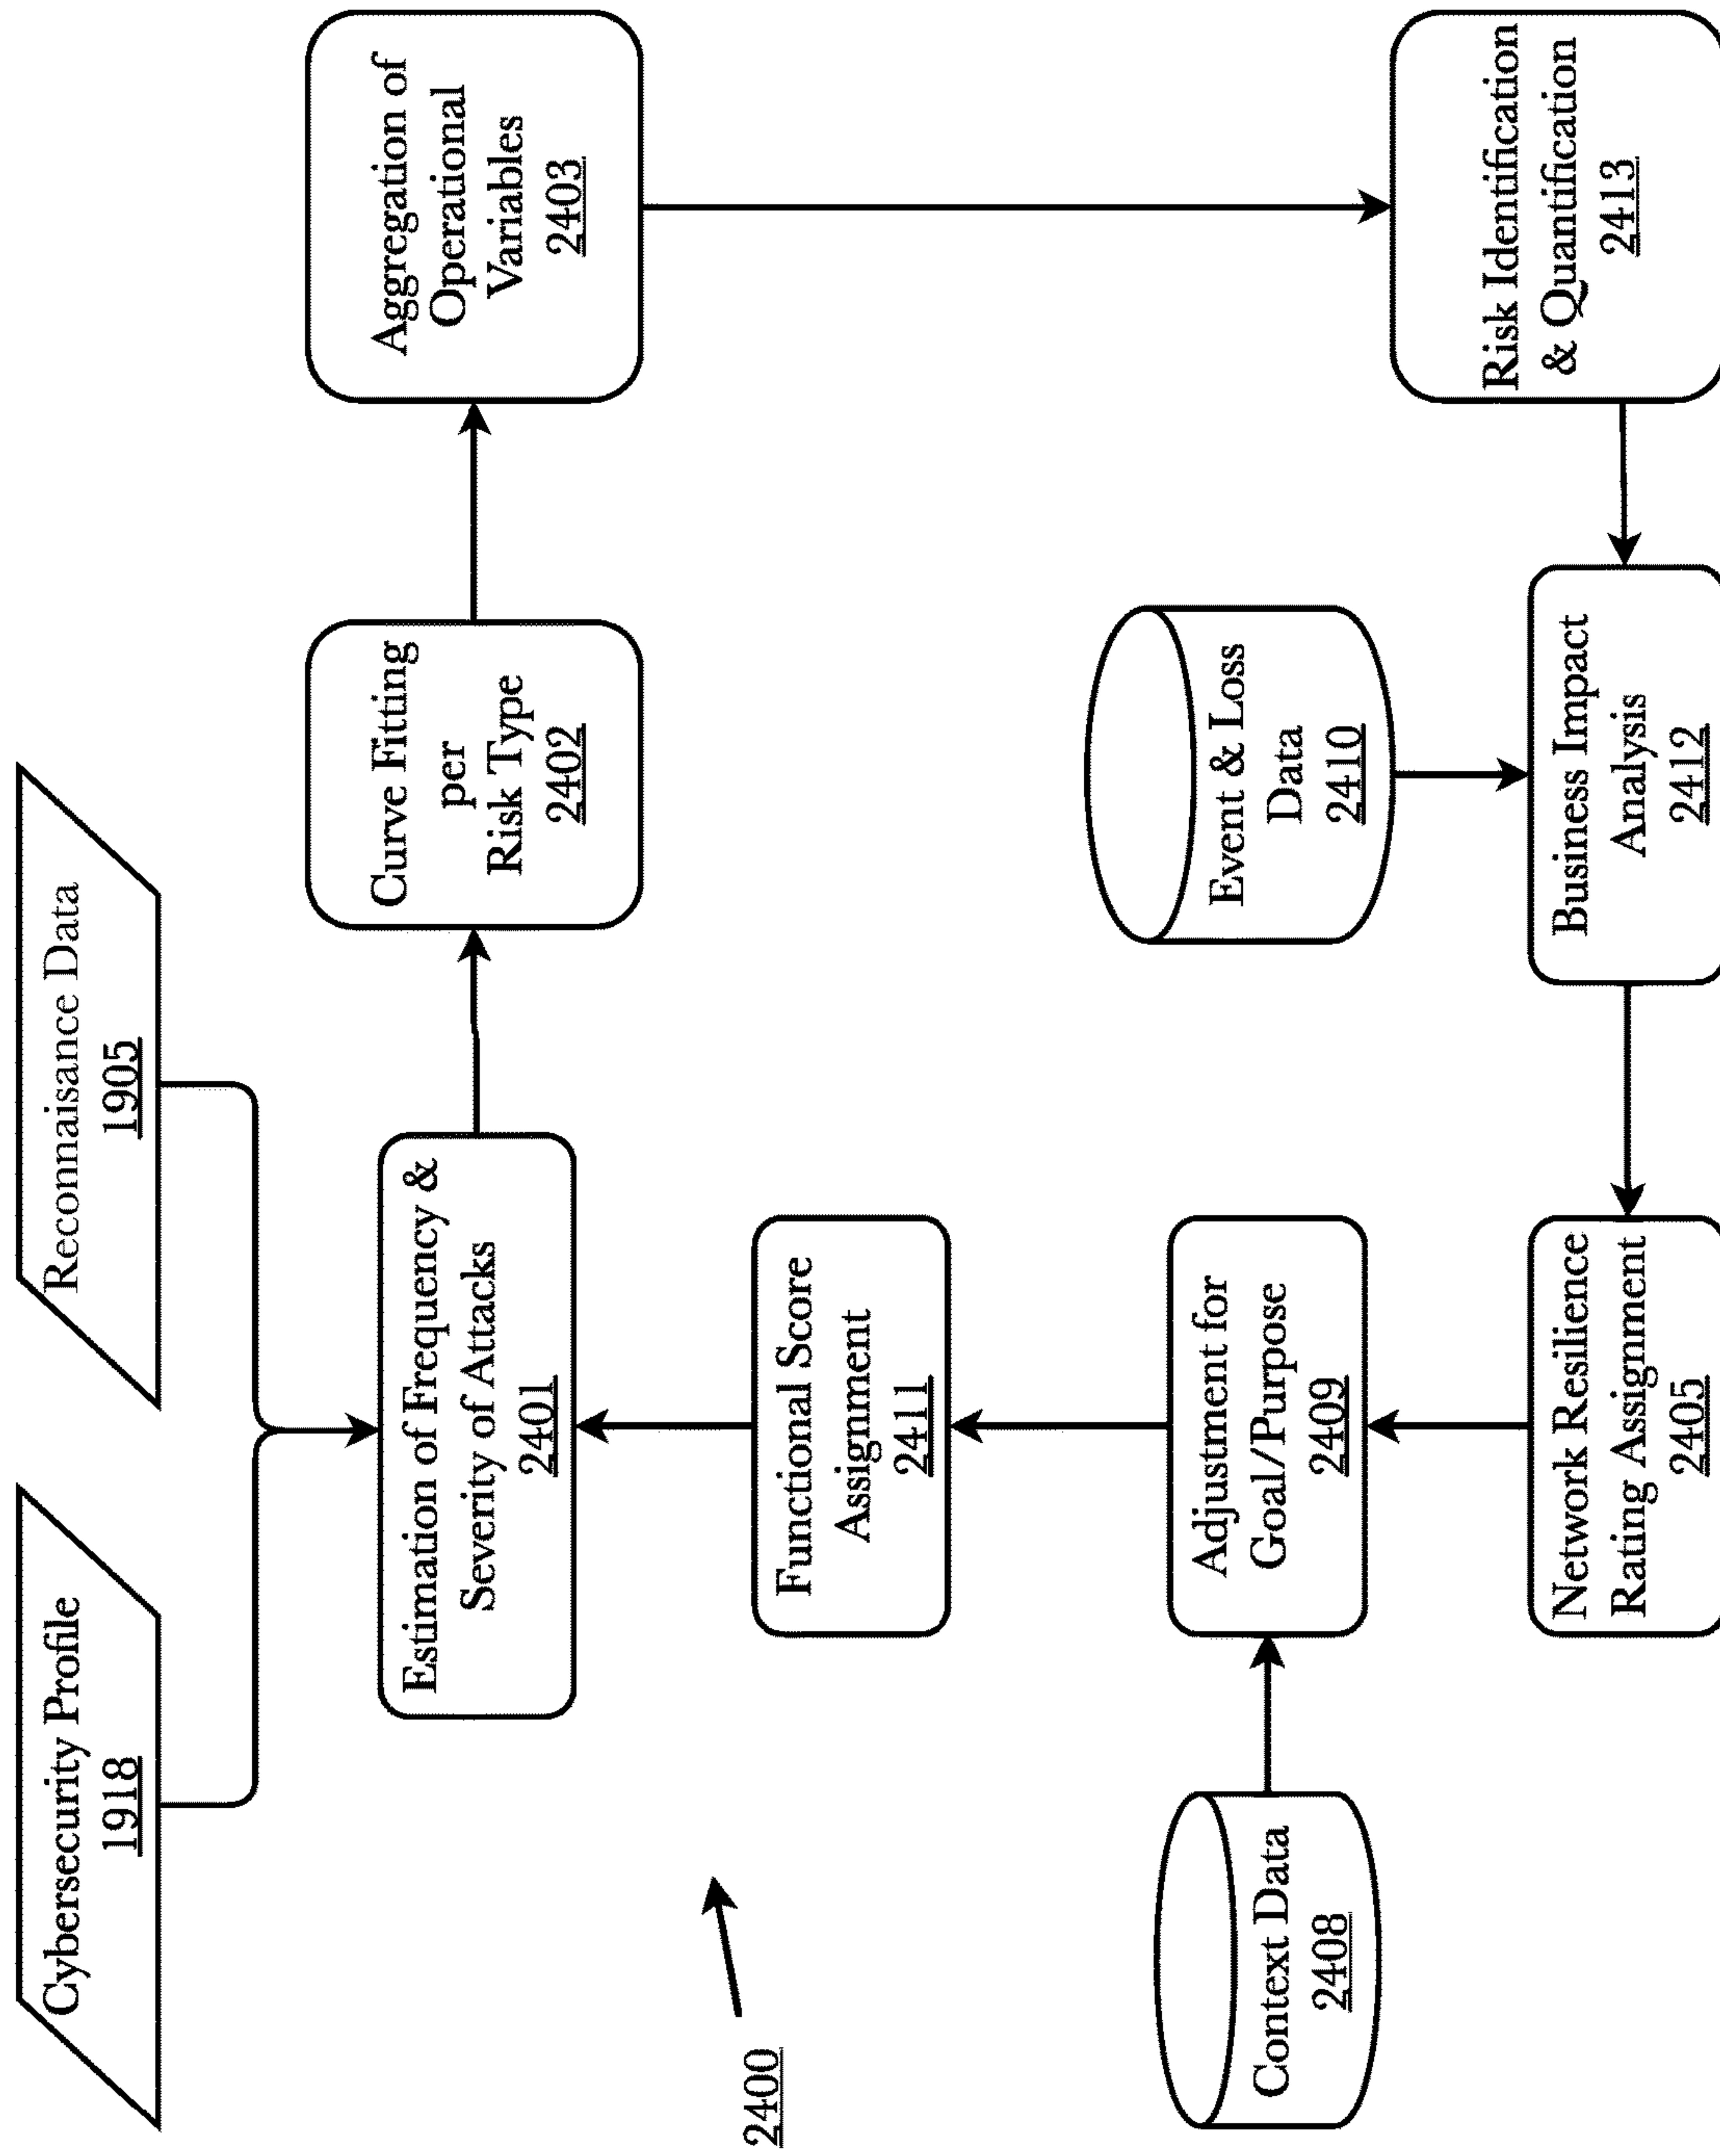 Cybersecurity Profile
1918
Reconnaisance Data
1905
Estimation of Frequency &
Severity of Attacks
2401
Curve Fitting
per
Risk Type
2402
Aggregation of
Operational
Variables
2403
2400
Functional Score
Assignment
2411
Context Data
2408
Adjustment for
Goal/Purpose
2409
Event & Loss
Data
2410
Network Resilience
Rating Assignment
2405
Business Impact
Analysis
2412
Risk Identification
& Quantification
2413